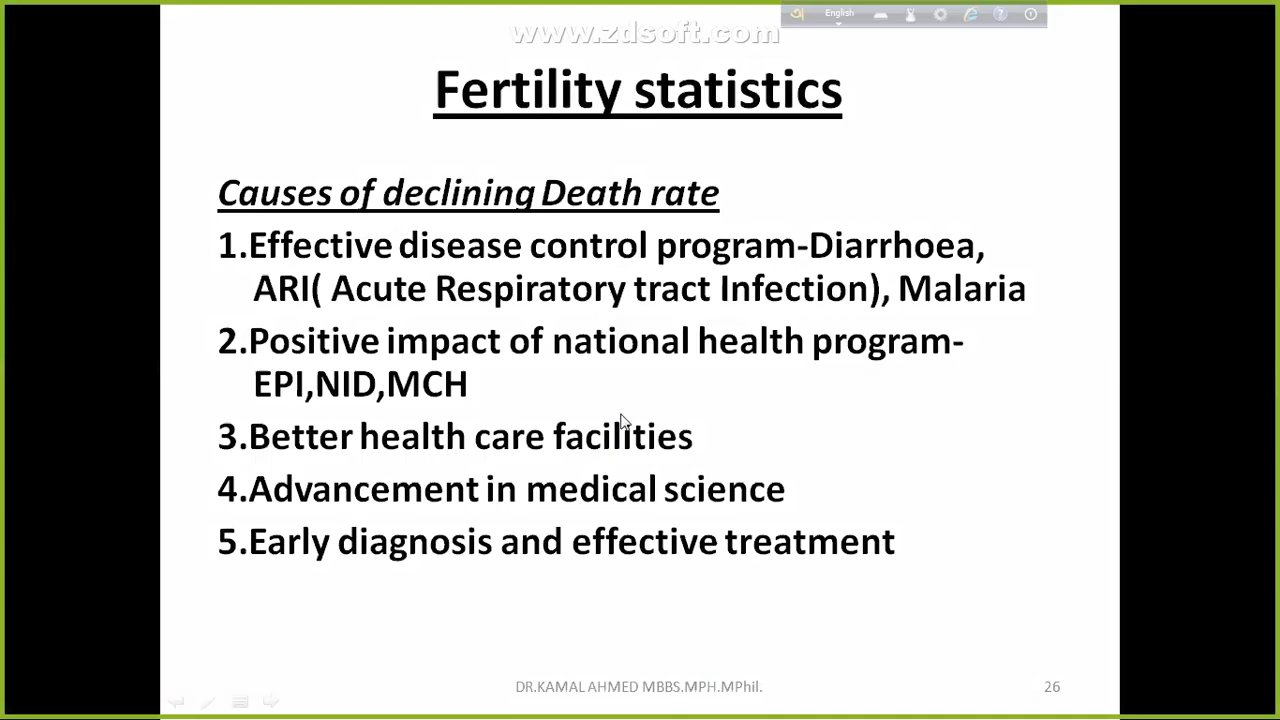 English
www.zdsoft.com
Fertility statistics
Causes of declining Death rate
1.Effective disease control program-Diarrhoea,
ARI( Acute Respiratory tract Infection), Malaria
2.Positive impact of national health program-
EPI,NID,MCH
3.Better health care facilities
4.Advancement in medical science
5.Early diagnosis and effective treatment
DR.KAMAL AHMED MBBS.MPH.MPhil.
26